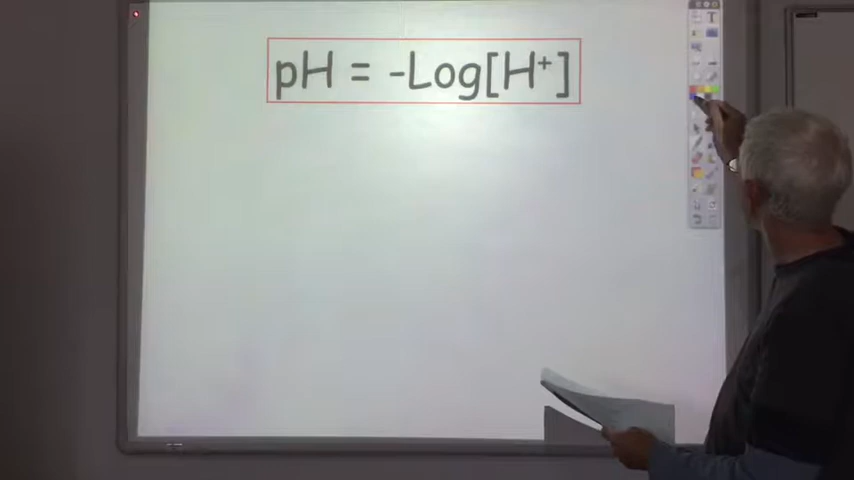 pH = -Log[H⁺]